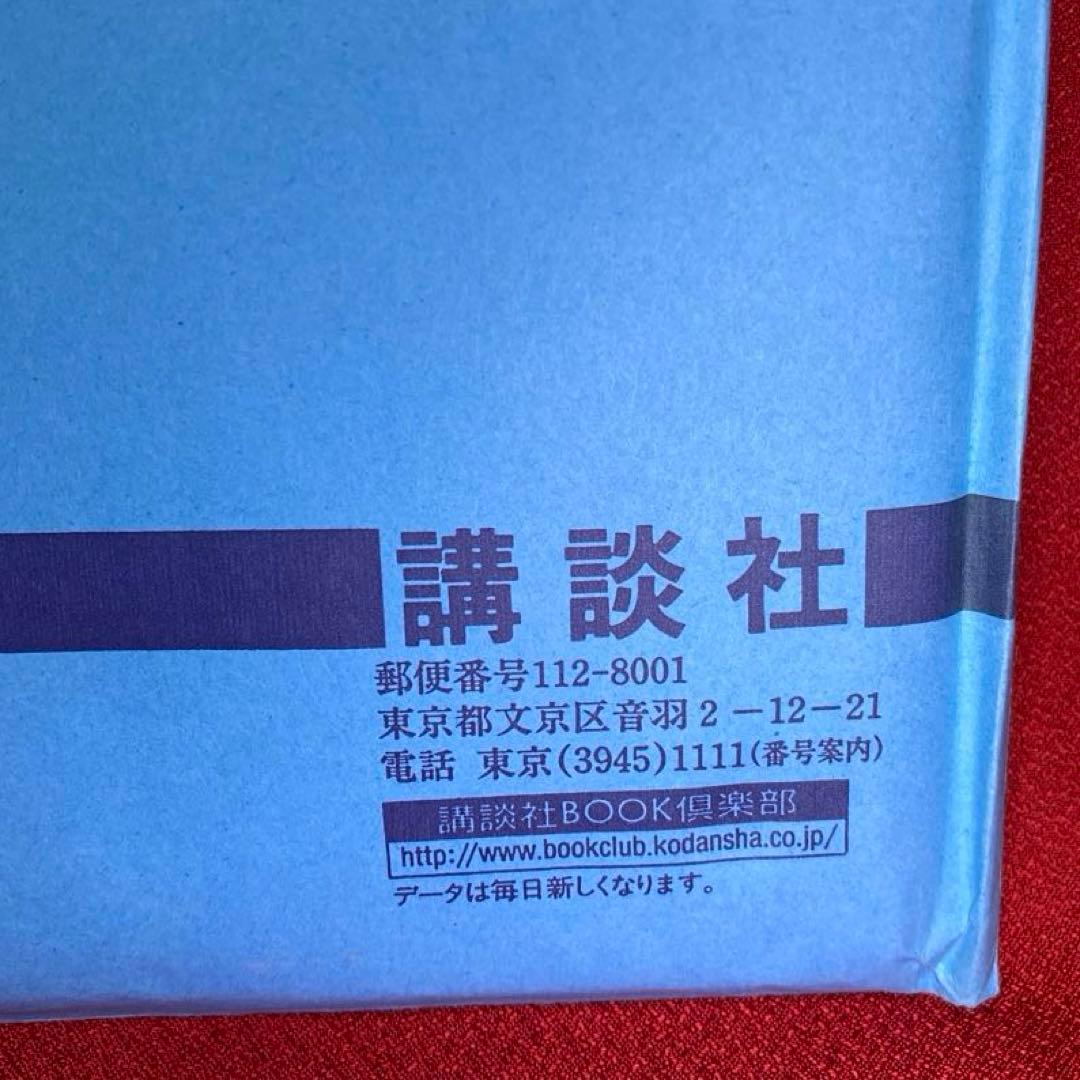 講談社
郵便番号112-8001
東京都文京区音羽2-12-21
電話 東京(3945)1111(番号案内)
講談社BOOK倶楽部
http://www.bookclub.kodansha.co.jp/
データは毎日新しくなります。